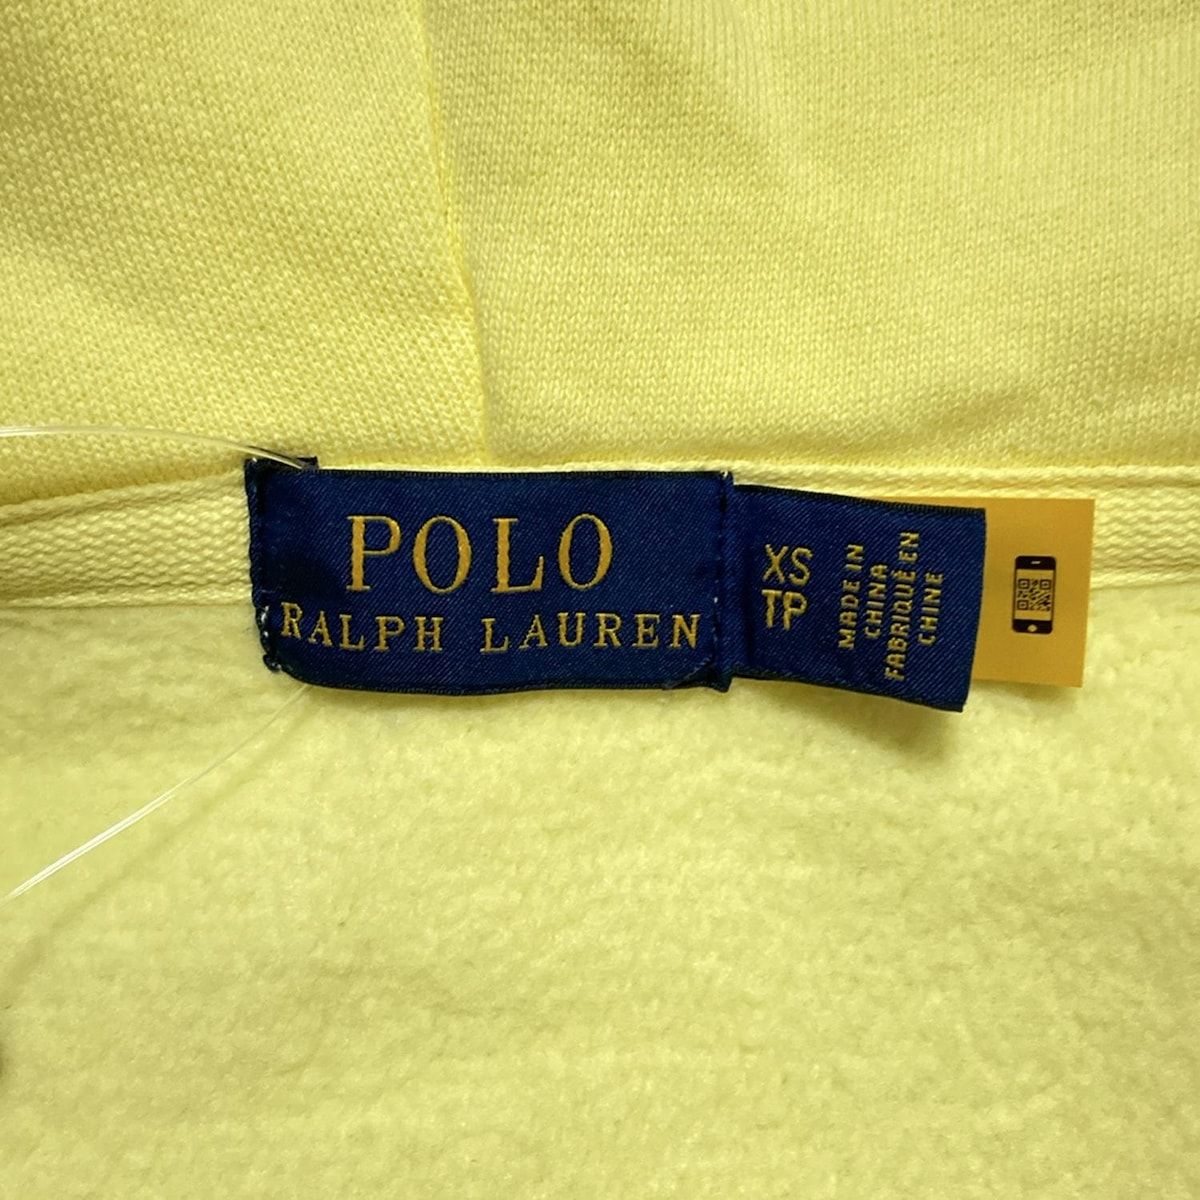 POLO
RALPH LAUREN
XS
TP
MADE IN
CHINA
FABRIQUÉ EN
CHINE